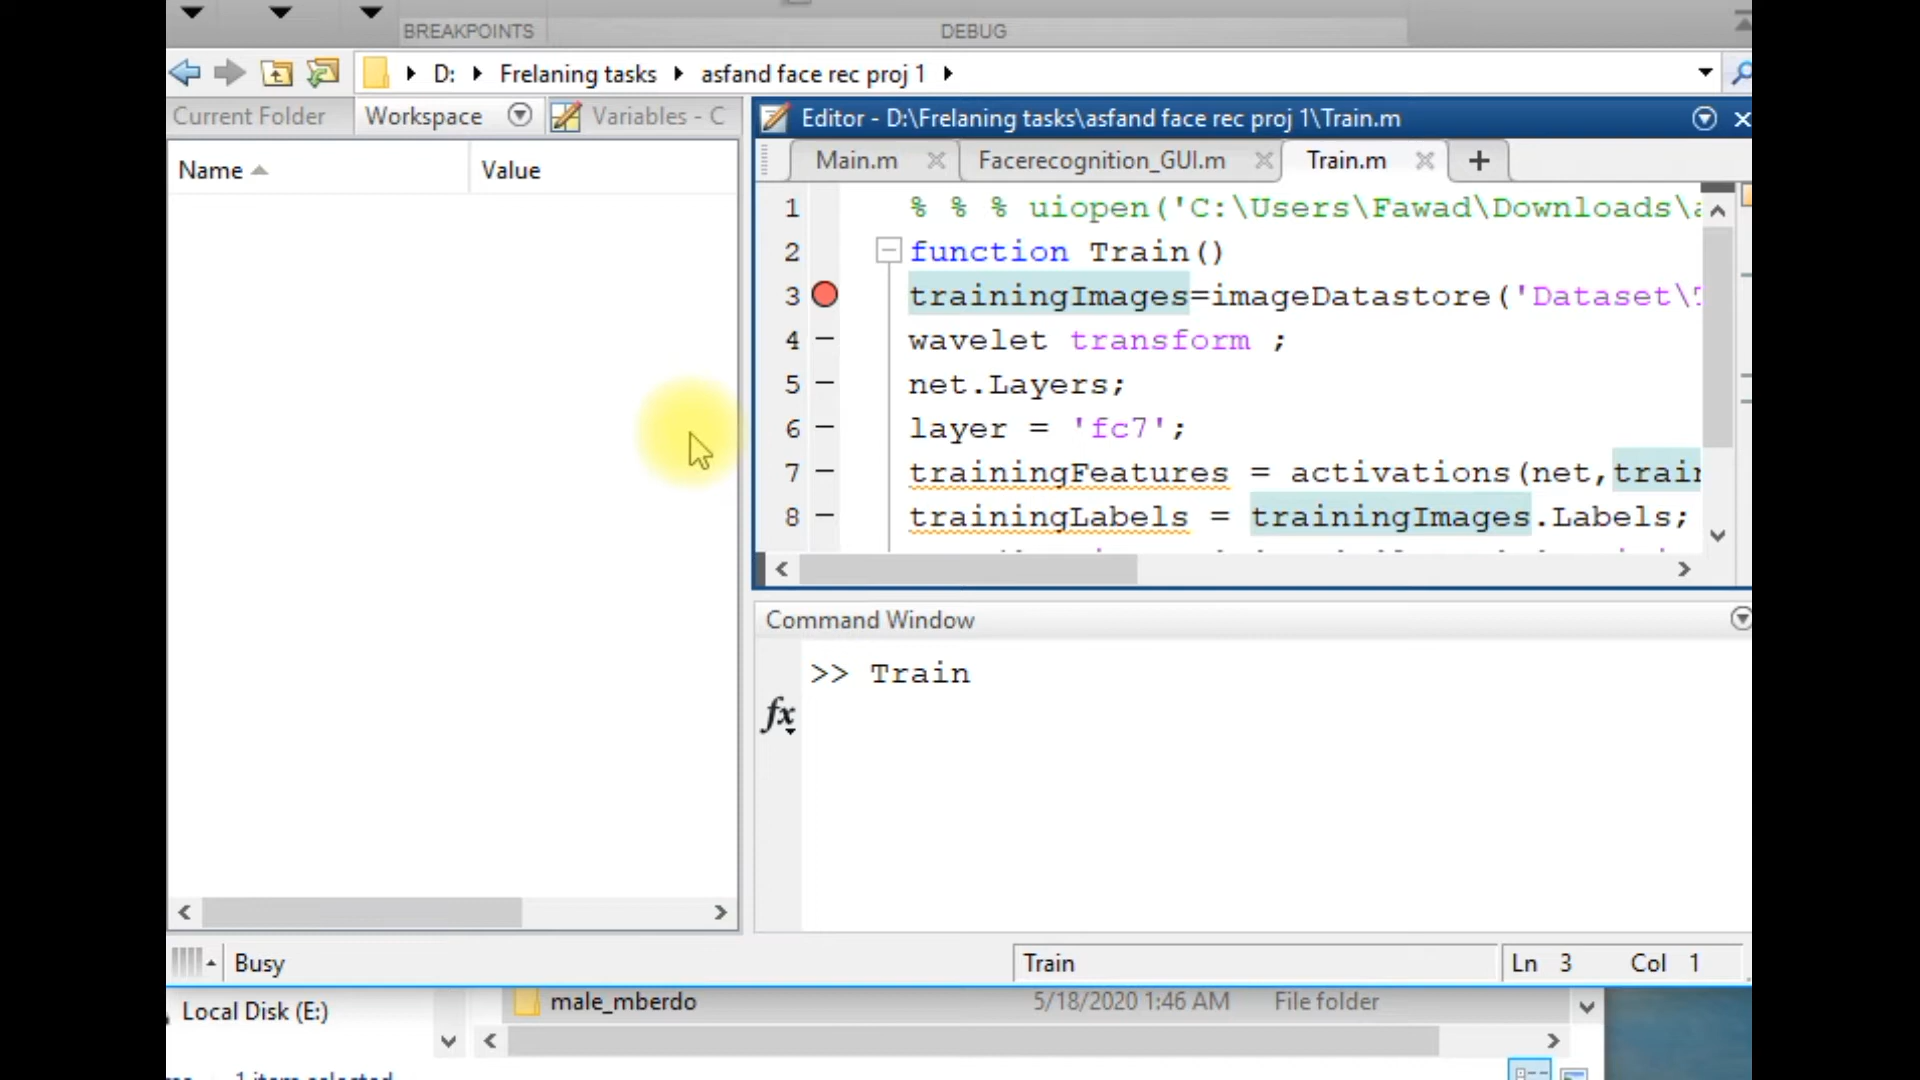 BREAKPOINTS
DEBUG
D:
Frelaning tasks
asfand face rec proj 1
Current Folder
Workspace
Variables - C
Editor - D:\Frelaning tasks\asfand face rec proj 1\Train.m
Main.m
Facerecognition_GUI.m
Train.m
Name
Value
1 % % % uiopen('C:\Users\Fawad\Downloads\
2 function Train()
3 trainingImages=imageDatastore('Dataset\
4 wavelet transform ;
5 net.Layers;
6 layer = 'fc7';
7 trainingFeatures = activations(net,train
8 trainingLabels = trainingImages.Labels;
Command Window
>> Train
fx
Busy
Train
Ln 3
Col 1
Local Disk (E:)
male_mberdo
5/18/2020 1:46 AM
File folder
1 item selected